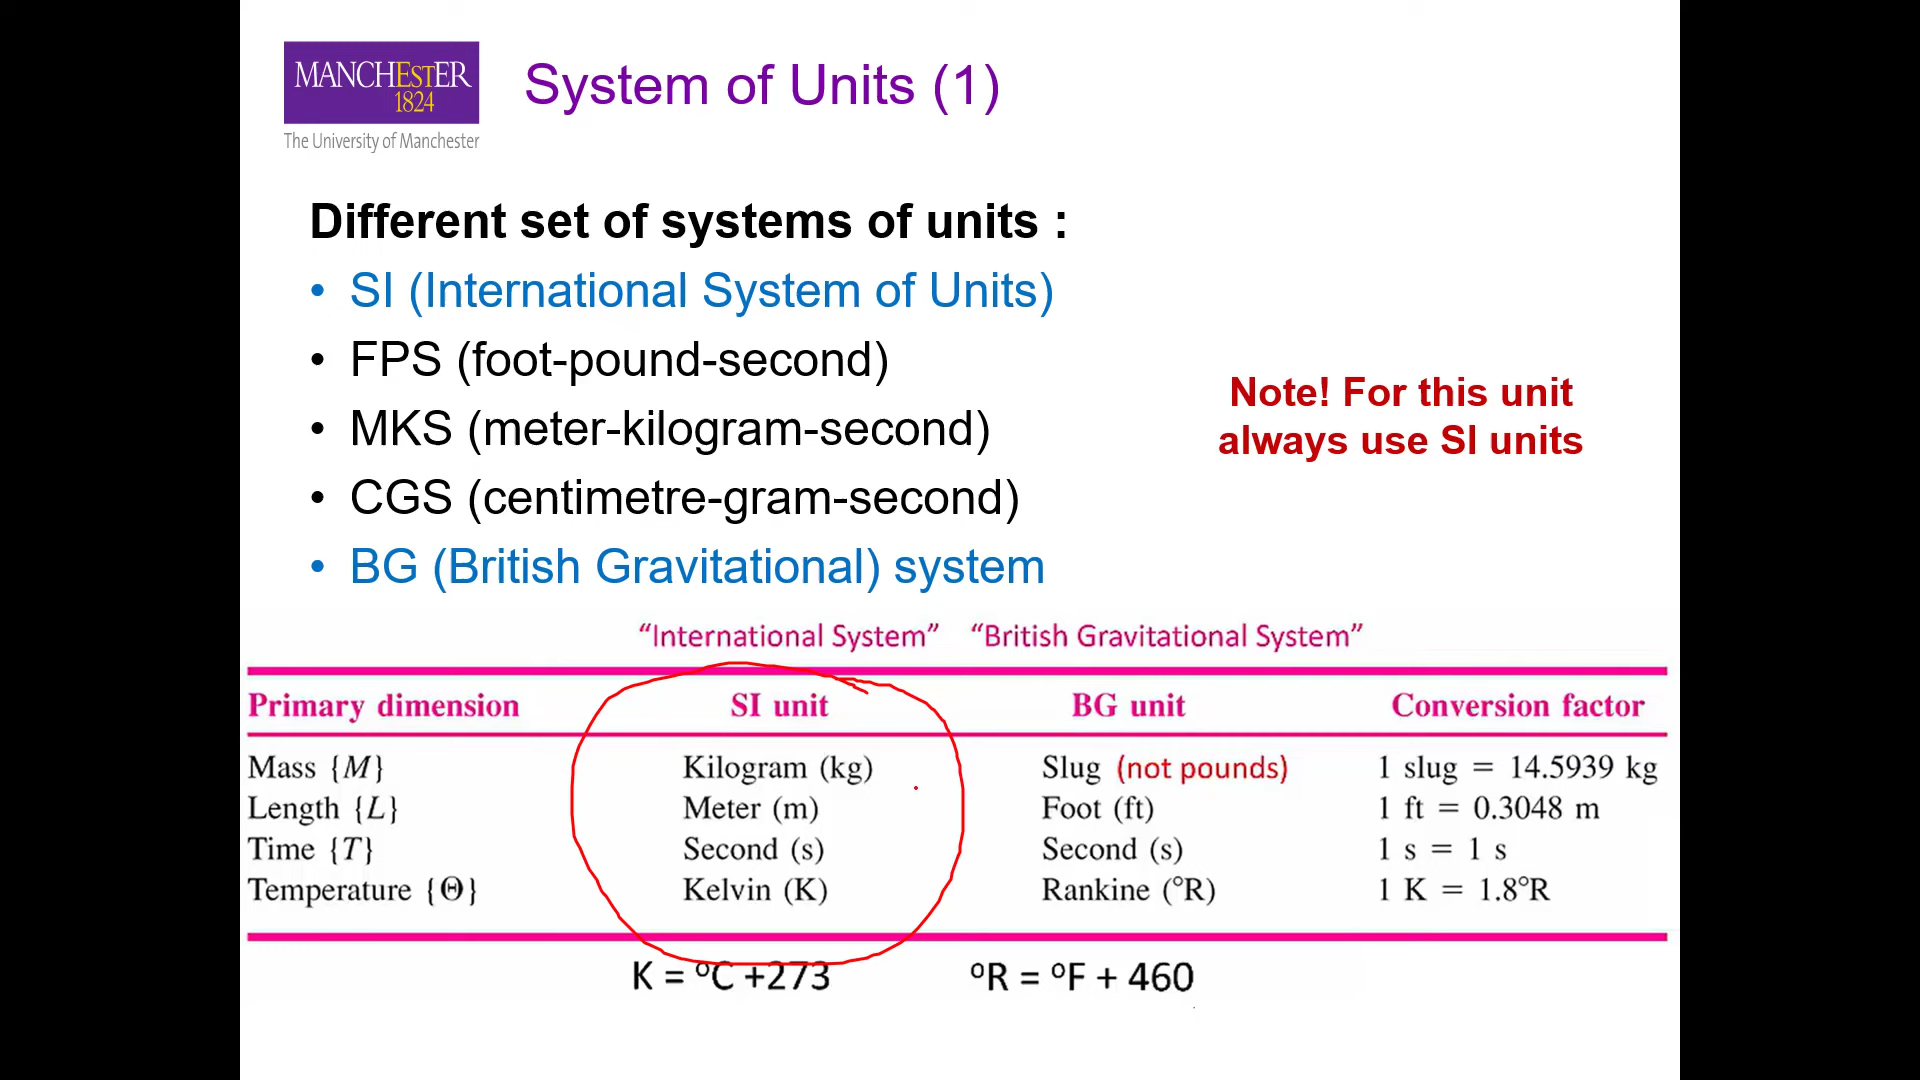 MANCHESTER
1824
The University of Manchester
System of Units (1)
Different set of systems of units :
• SI (International System of Units)
• FPS (foot-pound-second)
• MKS (meter-kilogram-second)
• CGS (centimetre-gram-second)
• BG (British Gravitational) system
Note! For this unit
always use SI units
“International System” “British Gravitational System”
Primary dimension SI unit BG unit Conversion factor
Mass {M} Kilogram (kg) Slug (not pounds) 1 slug = 14.5939 kg
Length {L} Meter (m) Foot (ft) 1 ft = 0.3048 m
Time {T} Second (s) Second (s) 1 s = 1 s
Temperature {Θ} Kelvin (K) Rankine (°R) 1 K = 1.8°R
K = ºC +273 ºR = ºF + 460